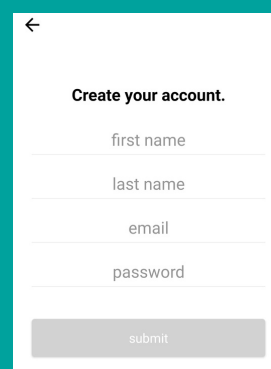 Create your account.
first name
last name
email
password
submit